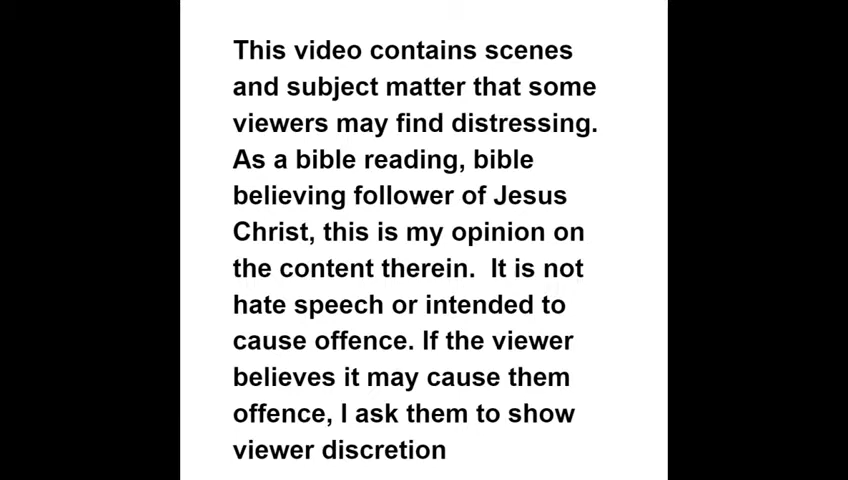 This video contains scenes
and subject matter that some
viewers may find distressing.
As a bible reading, bible
believing follower of Jesus
Christ, this is my opinion on
the content therein.  It is not
hate speech or intended to
cause offence. If the viewer
believes it may cause them
offence, I ask them to show
viewer discretion